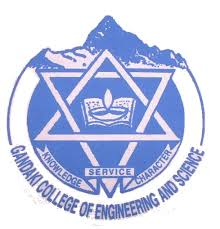 KNOWLEDGE SERVICE CHARACTER
GANDAKI COLLEGE OF ENGINEERING AND SCIENCE